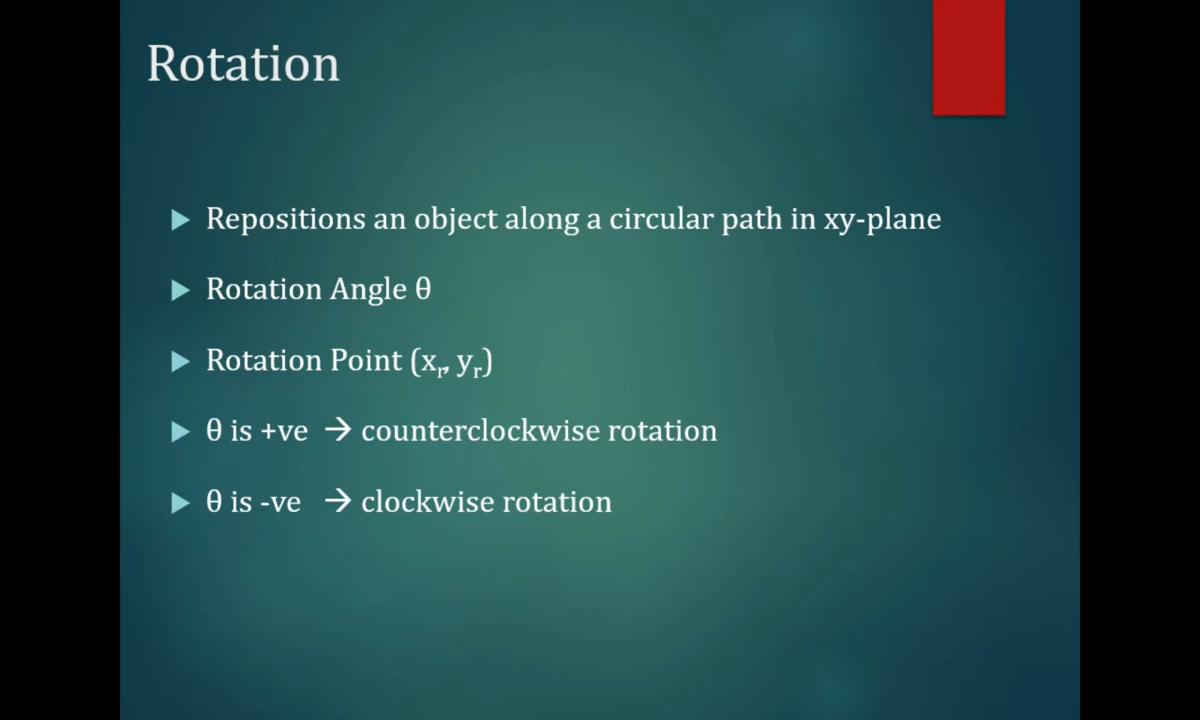 Rotation
Repositions an object along a circular path in xy-plane
Rotation Angle θ
Rotation Point (xᵣ, yᵣ)
θ is +ve → counterclockwise rotation
θ is -ve → clockwise rotation